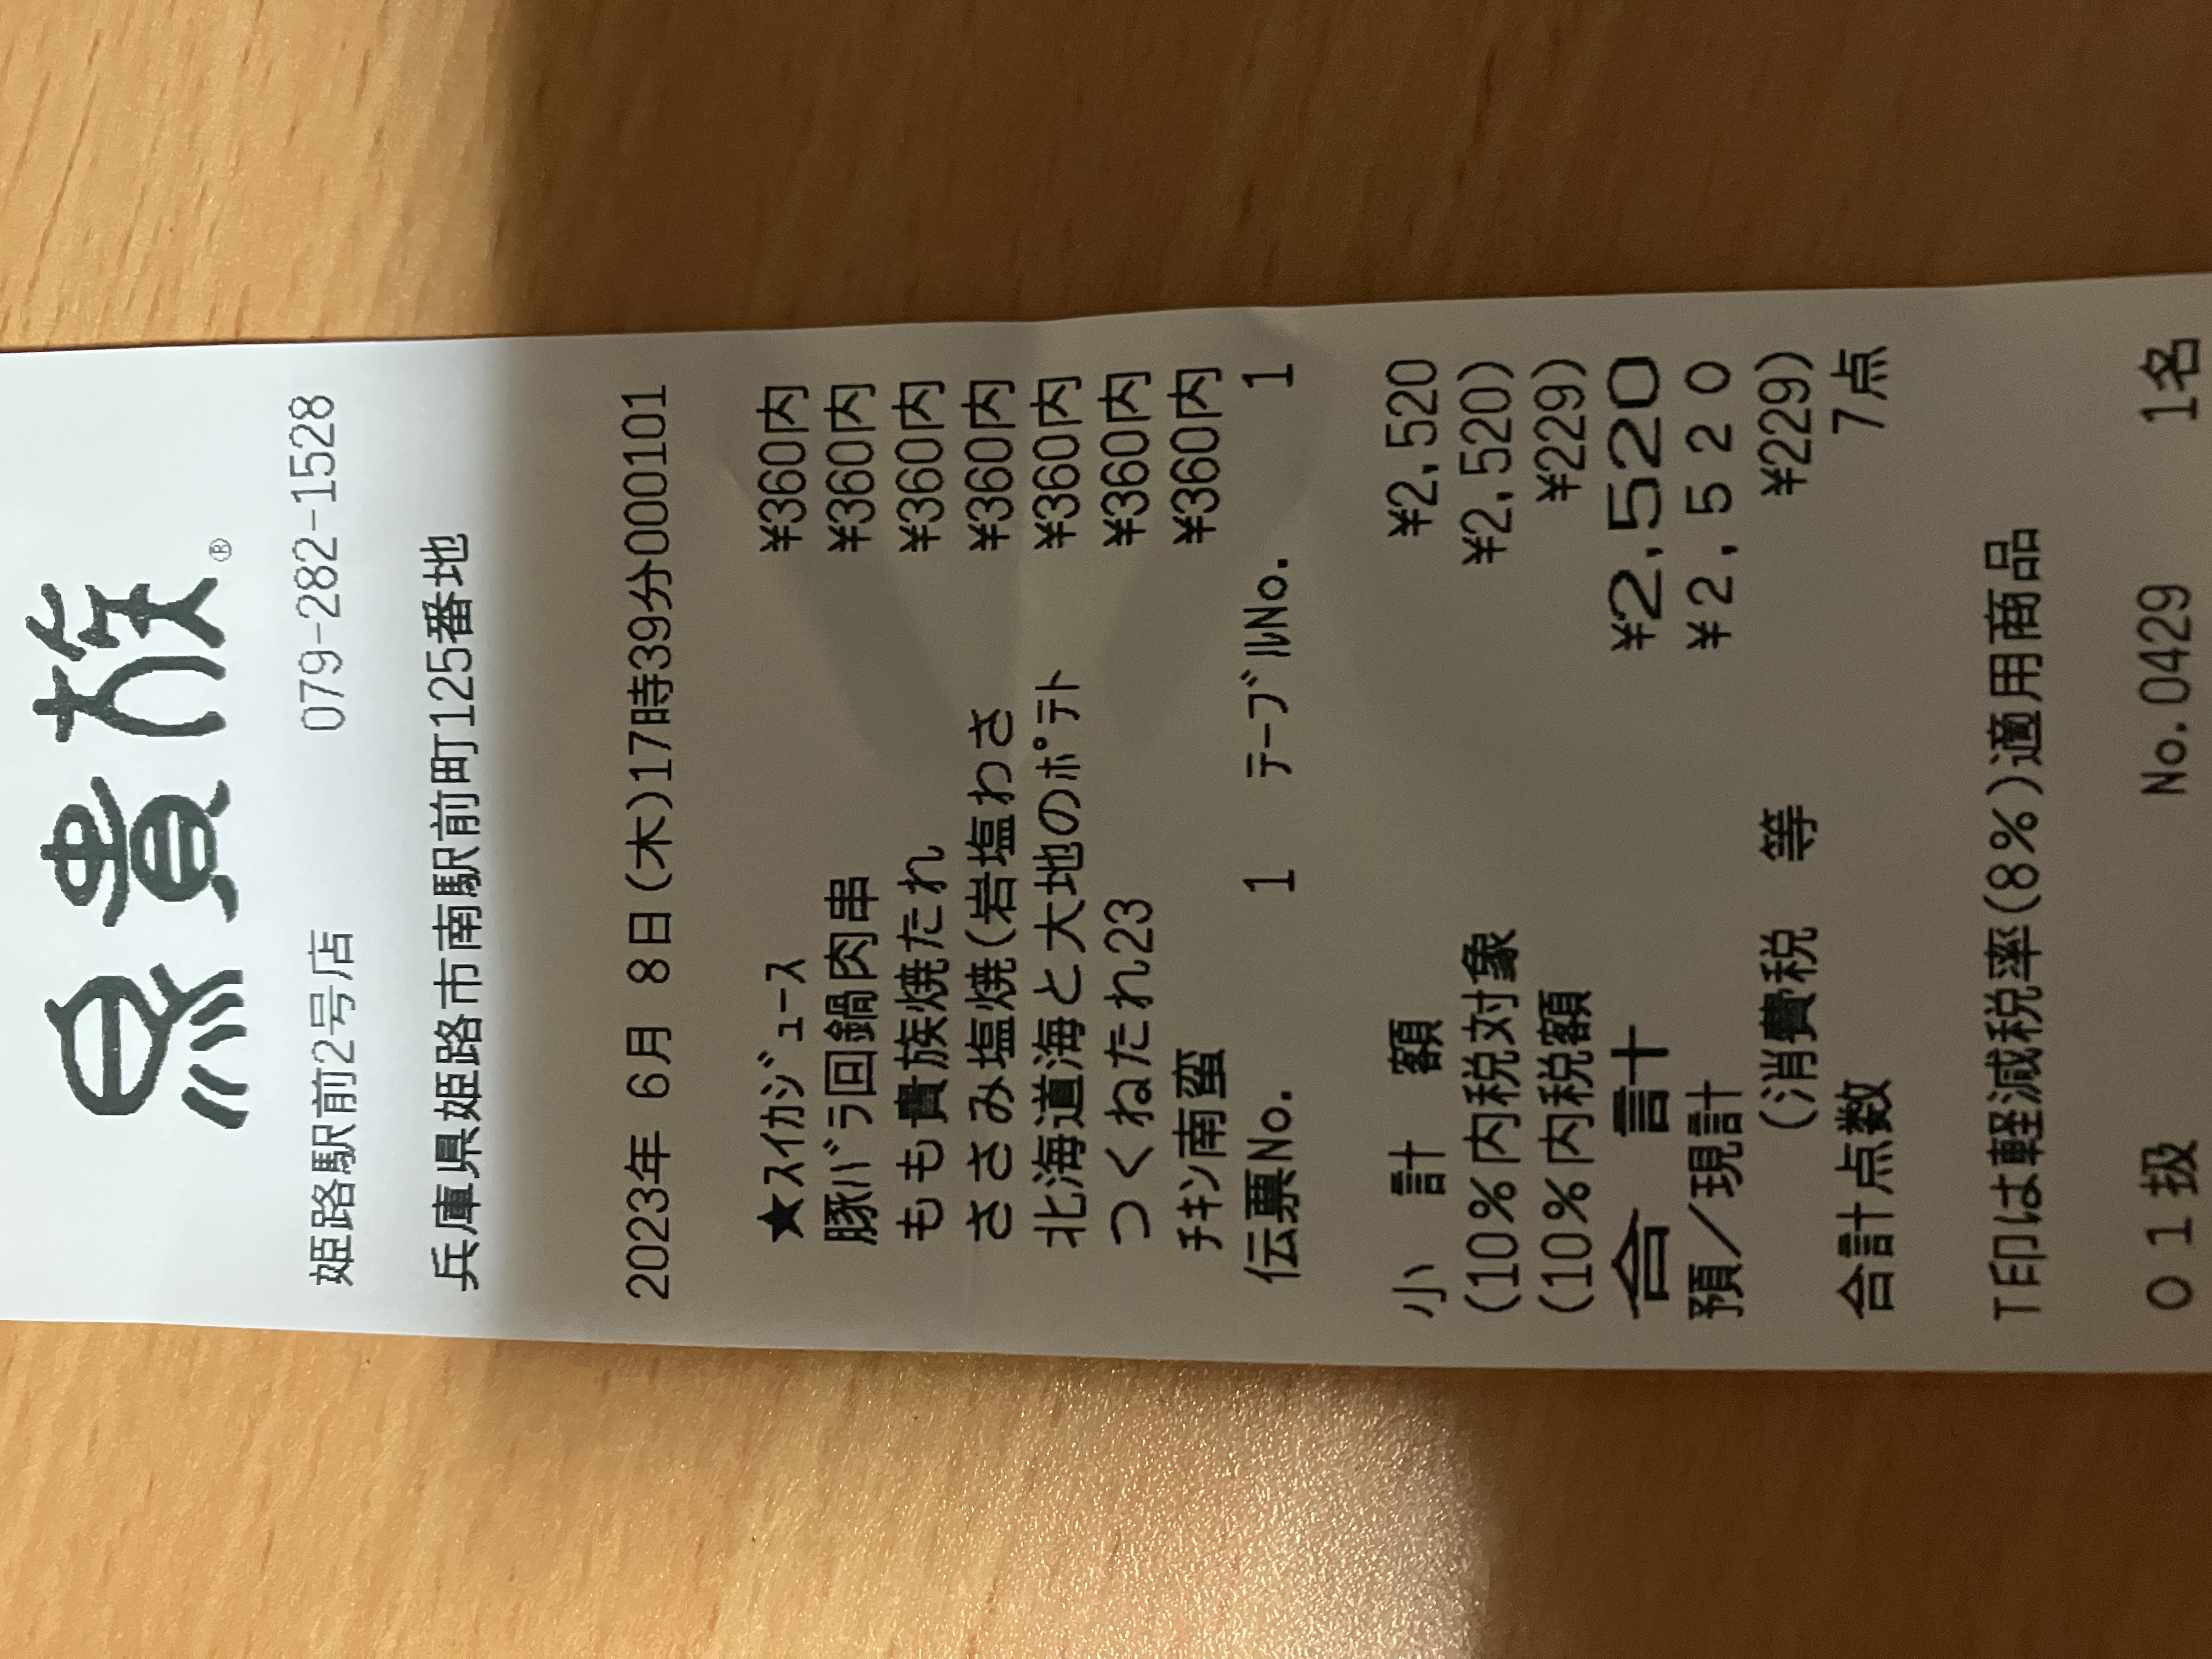 鳥貴族®
姫路駅前2号店 079-282-1528
兵庫県姫路市南駅前町125番地
2023年 6月 8日(木)17時39分000101
★ｽｲｶｼﾞｭｰｽ ¥360内
豚ﾊﾞﾗ回鍋肉串 ¥360内
もも貴族焼たれ ¥360内
ささみ塩焼(岩塩わさ ¥360内
北海道海と大地のﾎﾟﾃﾄ ¥360内
つくねたれ23 ¥360内
ﾁｷﾝ南蛮 ¥360内
伝票No. 1 ﾃｰﾌﾞﾙNo. 1
小 計 額 ¥2,520
(10%内税対象 ¥2,520)
(10%内税額 ¥229)
合 計 ¥2,520
預／現計 ¥2,520
(消費税 等 ¥229)
合計点数 7点
T印は軽減税率(8%)適用商品
01扱 No.0429 1名